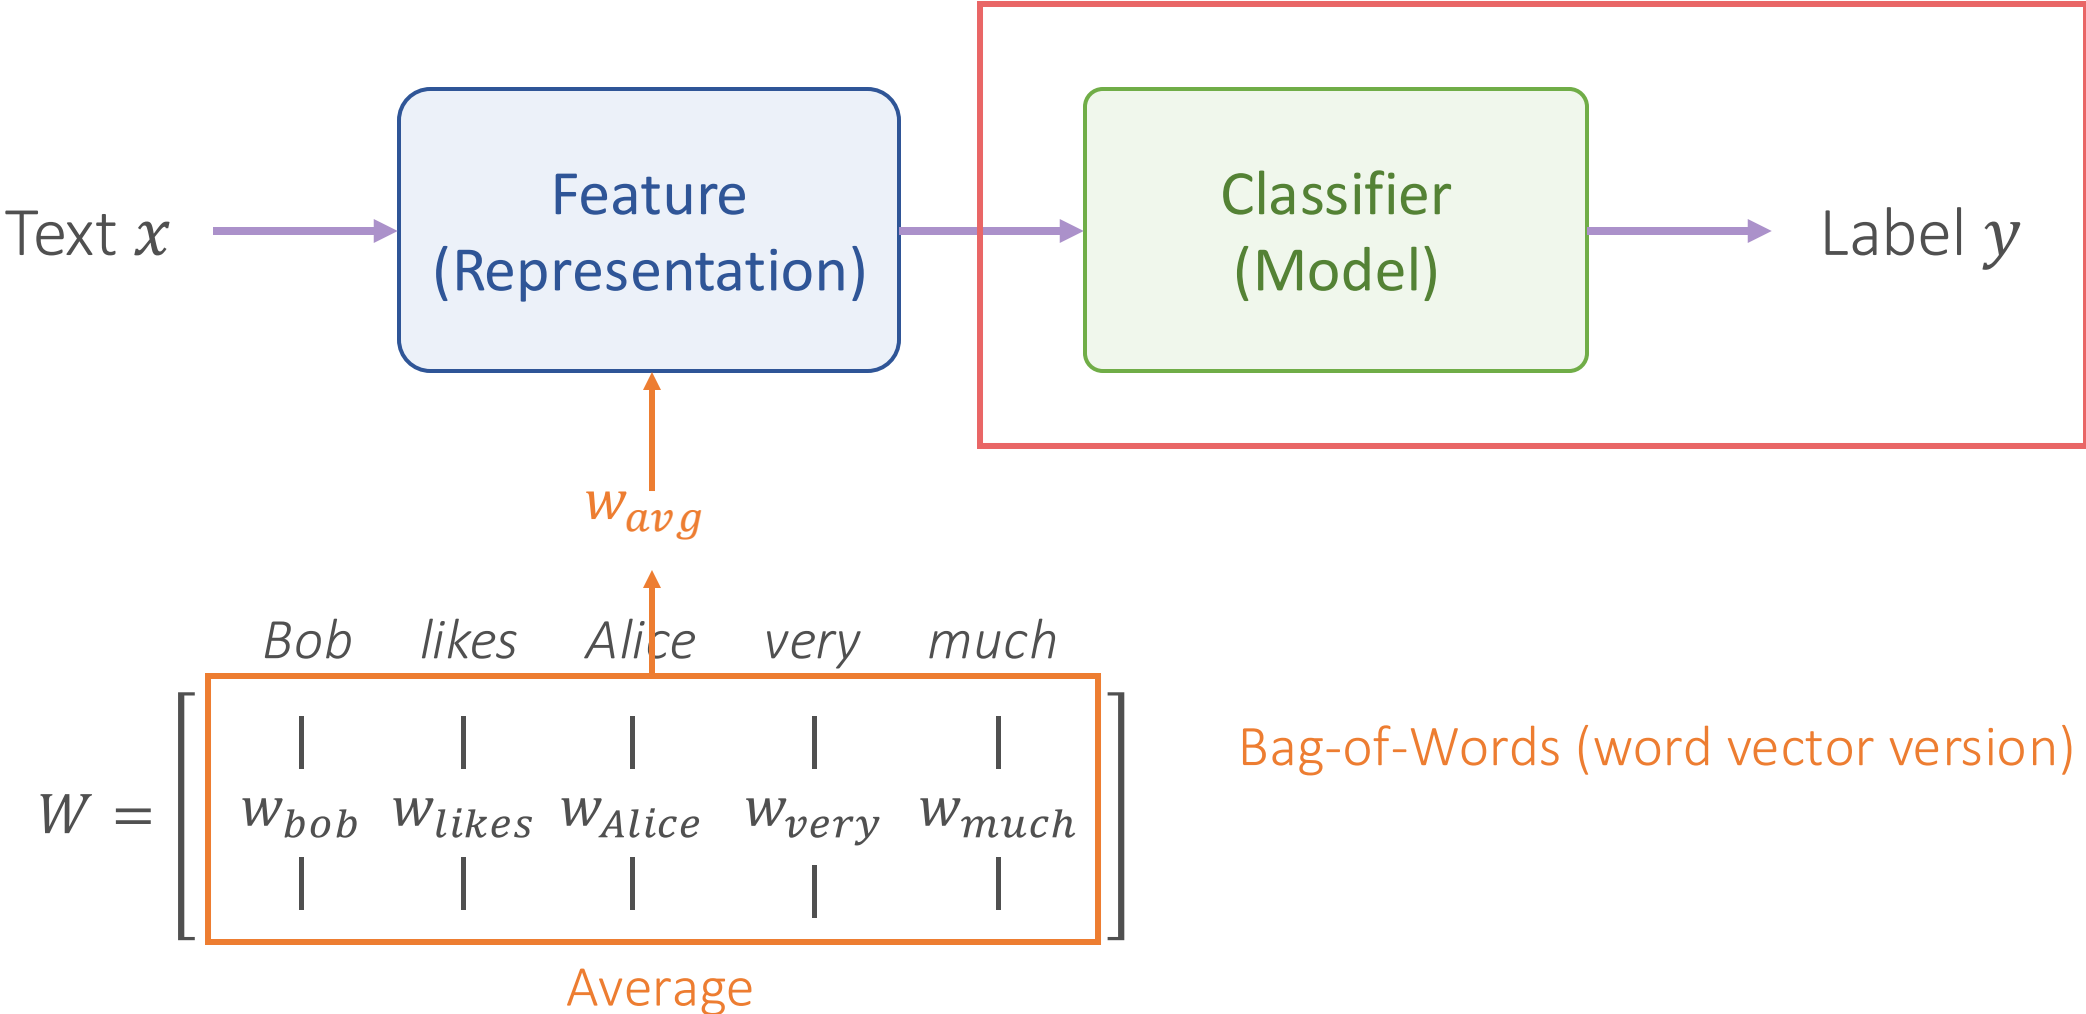 Text x
Feature
(Representation)
Classifier
(Model)
Label y
w_avg
Bob likes Alice very much
W = [ w_bob w_likes w_Alice w_very w_much ]
Bag-of-Words (word vector version)
Average